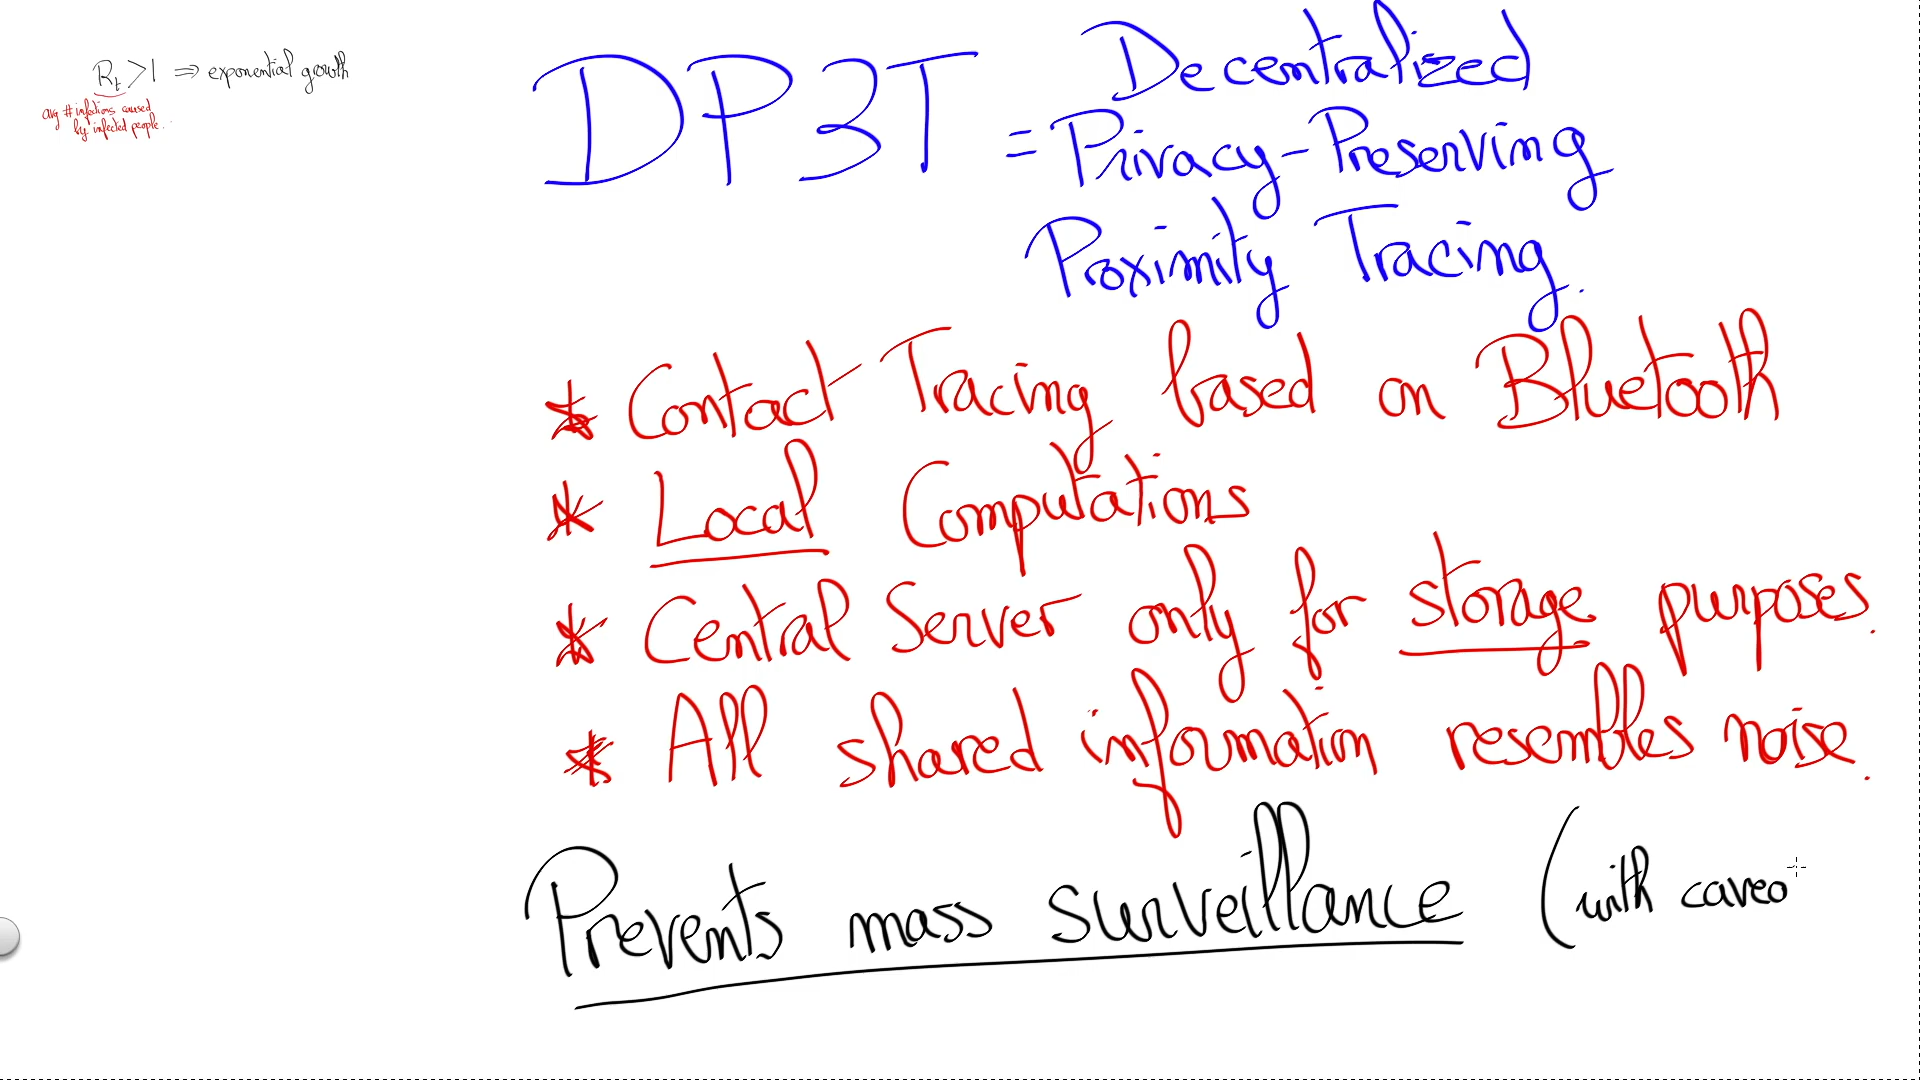 Rt > 1 ⇒ exponential growth
avg # infections caused
by infected people.
DP3T
Decentralized
= Privacy-Preserving
Proximity Tracing.
* Contact Tracing based on Bluetooth
* Local Computations
* Central Server only for storage purposes.
* All shared information resembles noise.
Prevents mass surveillance (with caveo